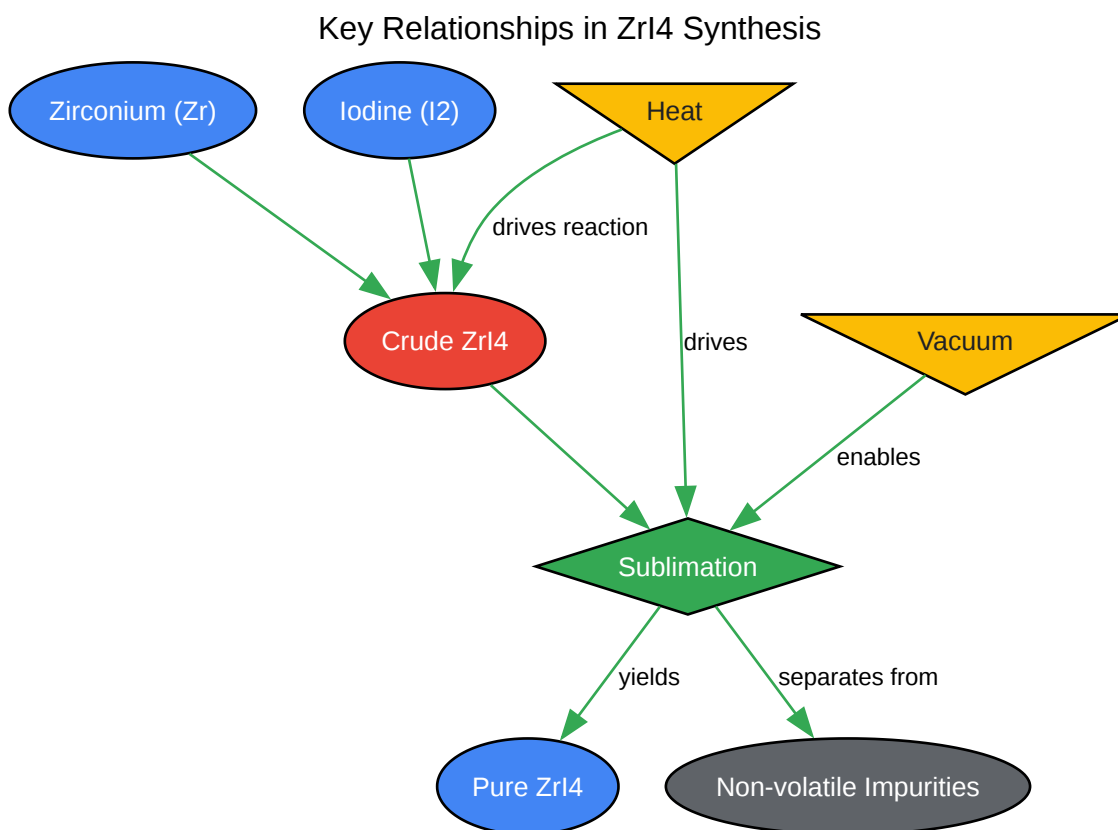 Key Relationships in ZrI4 Synthesis
Zirconium (Zr)
Iodine (I2)
Heat
drives reaction
Crude ZrI4
drives
Vacuum
enables
Sublimation
yields
separates from
Pure ZrI4
Non-volatile Impurities